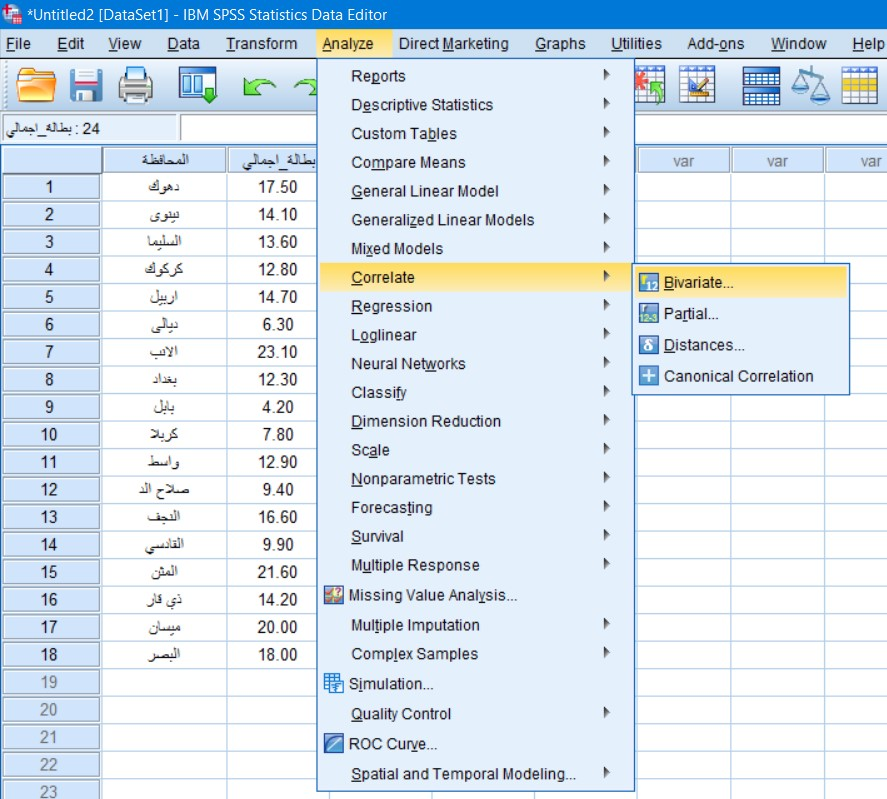 *Untitled2 [DataSet1] - IBM SPSS Statistics Data Editor
File Edit View Data Transform Analyze Direct Marketing Graphs Utilities Add-ons Window Help
24 : بطالة_اجمالي
المحافظة بطالة_اجمالي var var var
1 دهوك 17.50
2 نينوى 14.10
3 السليما 13.60
4 كركوك 12.80
5 اربيل 14.70
6 ديالى 6.30
7 الانب 23.10
8 بغداد 12.30
9 بابل 4.20
10 كربلا 7.80
11 واسط 12.90
12 صلاح الد 9.40
13 النجف 16.60
14 القادسي 9.90
15 المثن 21.60
16 ذي قار 14.20
17 ميسان 20.00
18 البصر 18.00
19
20
21
22
23
Reports
Descriptive Statistics
Custom Tables
Compare Means
General Linear Model
Generalized Linear Models
Mixed Models
Correlate
Regression
Loglinear
Neural Networks
Classify
Dimension Reduction
Scale
Nonparametric Tests
Forecasting
Survival
Multiple Response
Missing Value Analysis...
Multiple Imputation
Complex Samples
Simulation...
Quality Control
ROC Curve...
Spatial and Temporal Modeling...
Bivariate...
Partial...
Distances...
Canonical Correlation